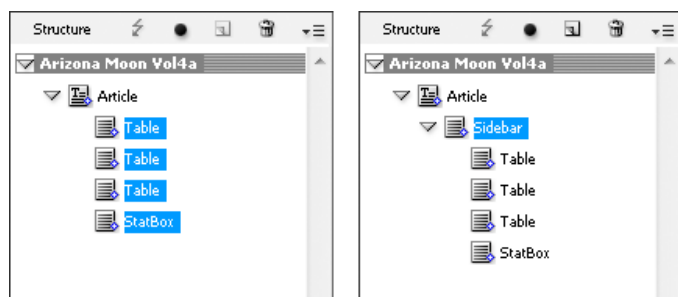 Structure
Arizona Moon Vol4a
Article
Table
Table
Table
StatBox
Structure
Arizona Moon Vol4a
Article
Sidebar
Table
Table
Table
StatBox